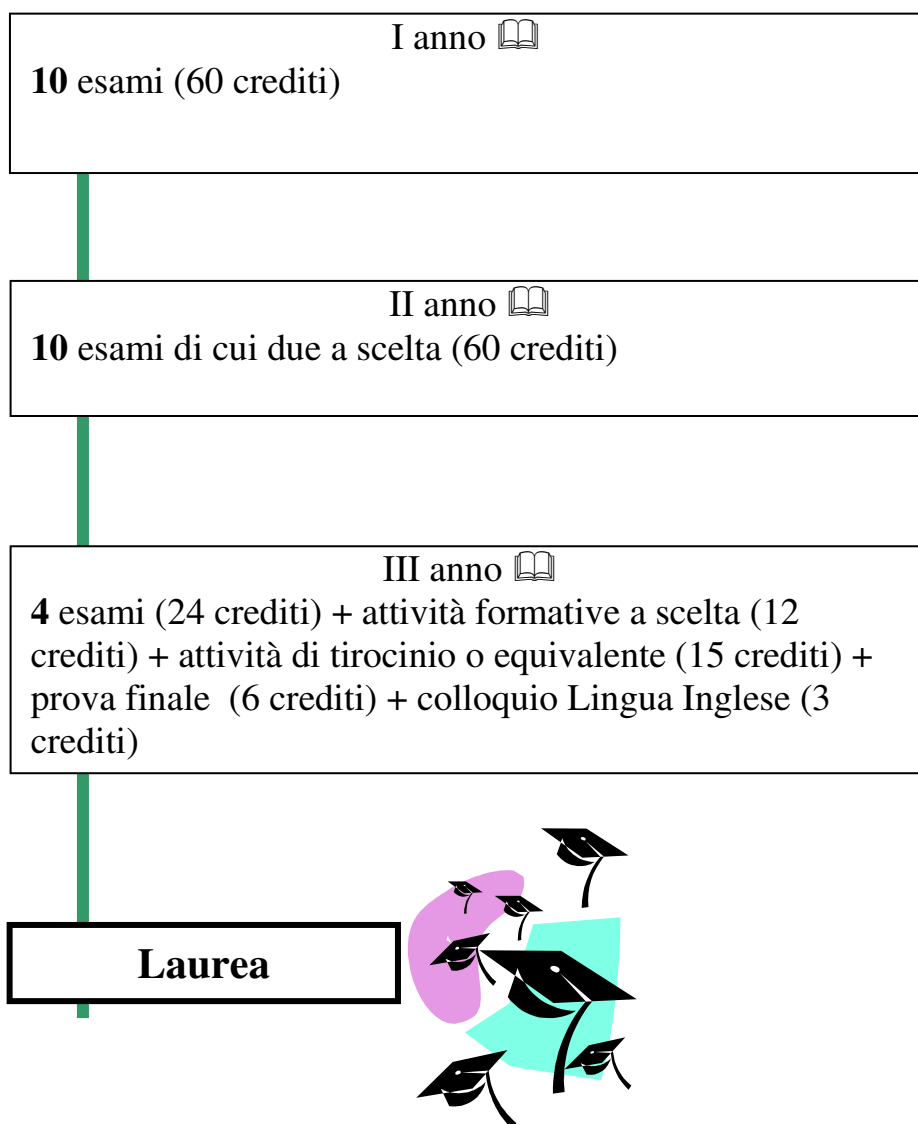 I anno 📖
10 esami (60 crediti)
II anno 📖
10 esami di cui due a scelta (60 crediti)
III anno 📖
4 esami (24 crediti) + attività formative a scelta (12
crediti) + attività di tirocinio o equivalente (15 crediti) +
prova finale  (6 crediti) + colloquio Lingua Inglese (3
crediti)
Laurea